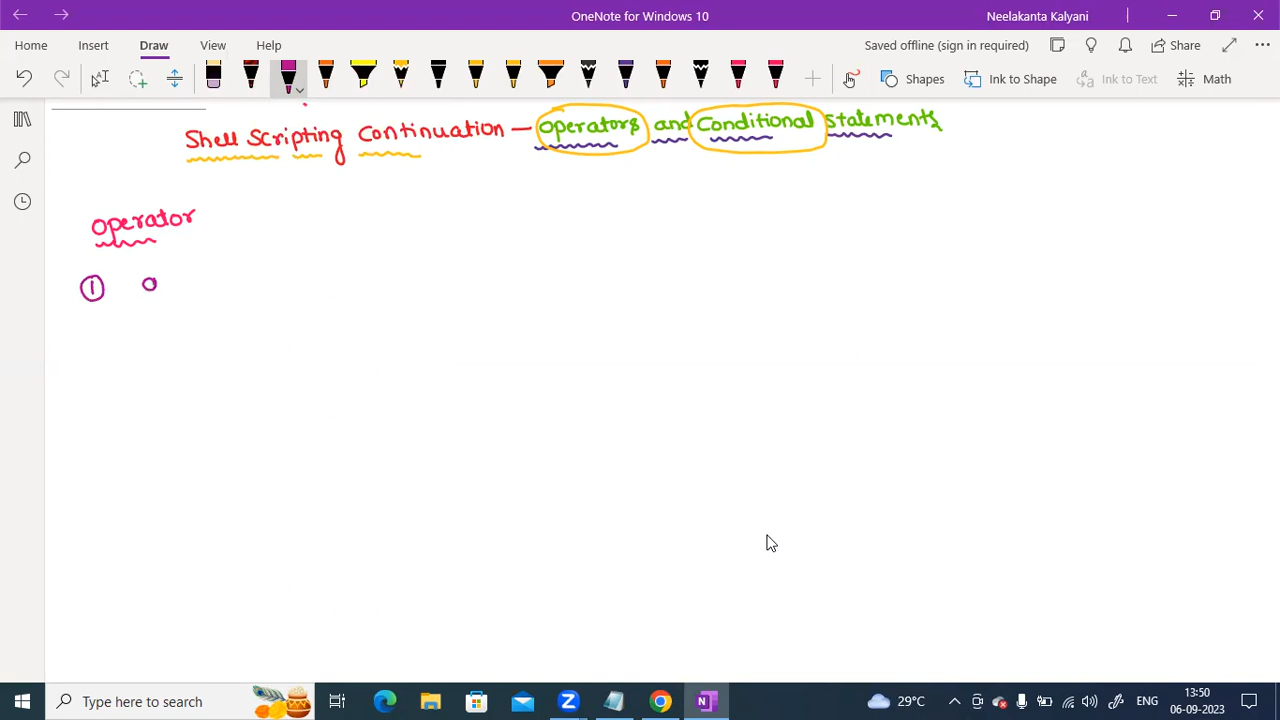 OneNote for Windows 10
Neelakanta Kalyani
Home Insert Draw View Help
Saved offline (sign in required)
Share
Shapes
Ink to Shape
Ink to Text
Math
Shell Scripting Continuation — Operators and Conditional statements
Operator
① o
Type here to search
29°C
ENG
13:50
06-09-2023